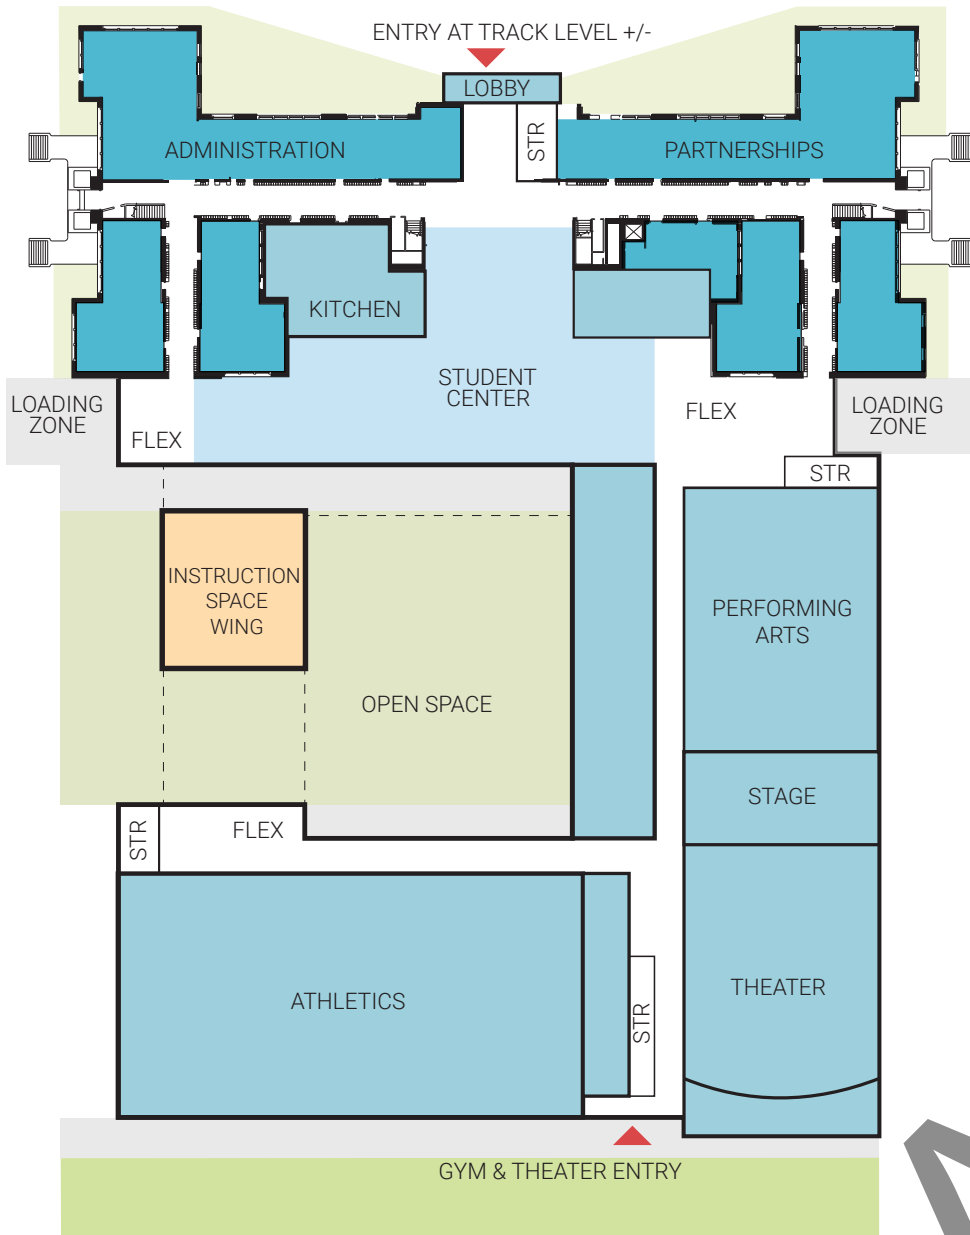 ENTRY AT TRACK LEVEL +/-
LOBBY
STR
ADMINISTRATION
PARTNERSHIPS
KITCHEN
STUDENT
CENTER
LOADING
ZONE
FLEX
FLEX
LOADING
ZONE
STR
INSTRUCTION
SPACE
WING
PERFORMING
ARTS
OPEN SPACE
STAGE
STR
FLEX
THEATER
ATHLETICS
STR
GYM & THEATER ENTRY